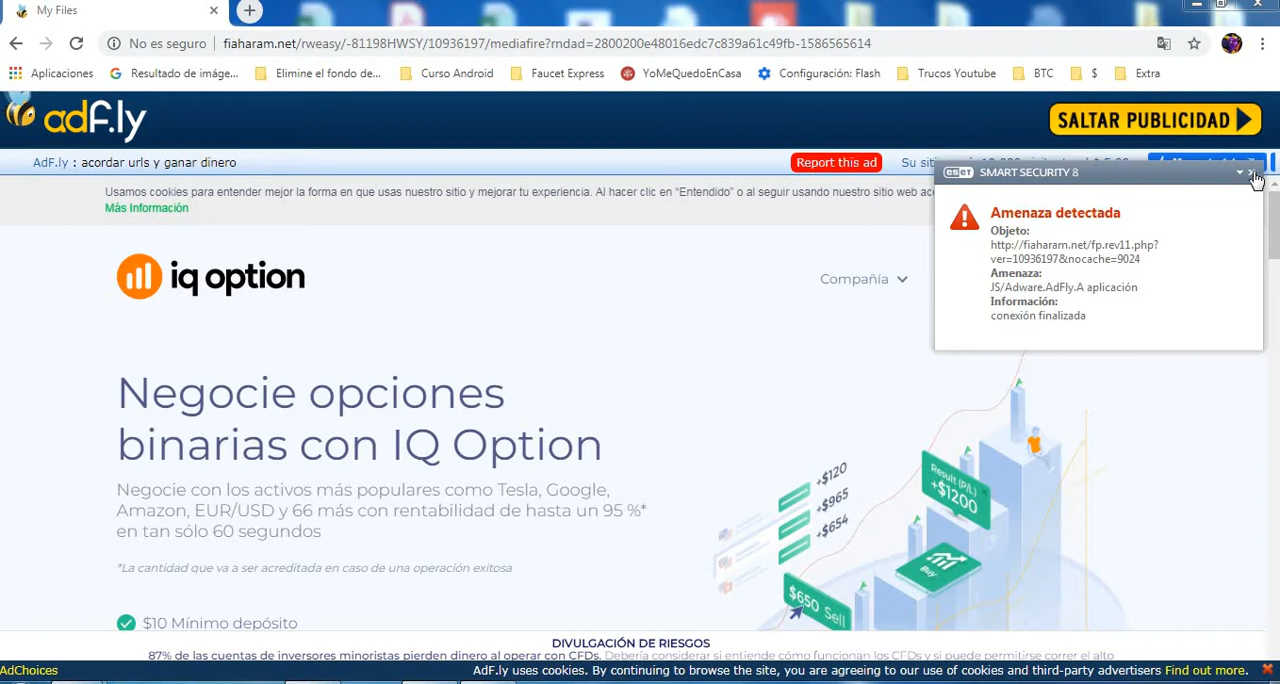 My Files
No es seguro
fiaharam.net/rweasy/-81198HWSY/10936197/mediafire?rndad=2800200e48016edc7c839a61c49fb-1586565614
Aplicaciones
Resultado de imáge...
Elimine el fondo de...
Curso Android
Faucet Express
YoMeQuedoEnCasa
Configuración: Flash
Trucos Youtube
BTC
$
Extra
adf.ly
SALTAR PUBLICIDAD
AdF.ly : acordar urls y ganar dinero
Report this ad
Usamos cookies para entender mejor la forma en que usas nuestro sitio y mejorar tu experiencia. Al hacer clic en “Entendido” o al seguir usando nuestro sitio web ac
Más Información
eset SMART SECURITY 8
Amenaza detectada
Objeto:
http://fiaharam.net/fp.rev11.php?
ver=10936197&nocache=9024
Amenaza:
JS/Adware.AdFly.A aplicación
Información:
conexión finalizada
iq option
Compañía
Negocie opciones
binarias con IQ Option
Negocie con los activos más populares como Tesla, Google,
Amazon, EUR/USD y 66 más con rentabilidad de hasta un 95 %*
en tan sólo 60 segundos
*La cantidad que va a ser acreditada en caso de una operación exitosa
$10 Mínimo depósito
+$120
+$965
+$654
Result (P/L)
+$1200
Buy
$650 Sell
DIVULGACIÓN DE RIESGOS
87% de las cuentas de inversores minoristas pierden dinero al operar con CFDs. Debería considerar si entiende cómo funcionan los CFDs y si puede permitirse correr el alto
AdChoices
AdF.ly uses cookies. By continuing to browse the site, you are agreeing to our use of cookies and third-party advertisers Find out more.